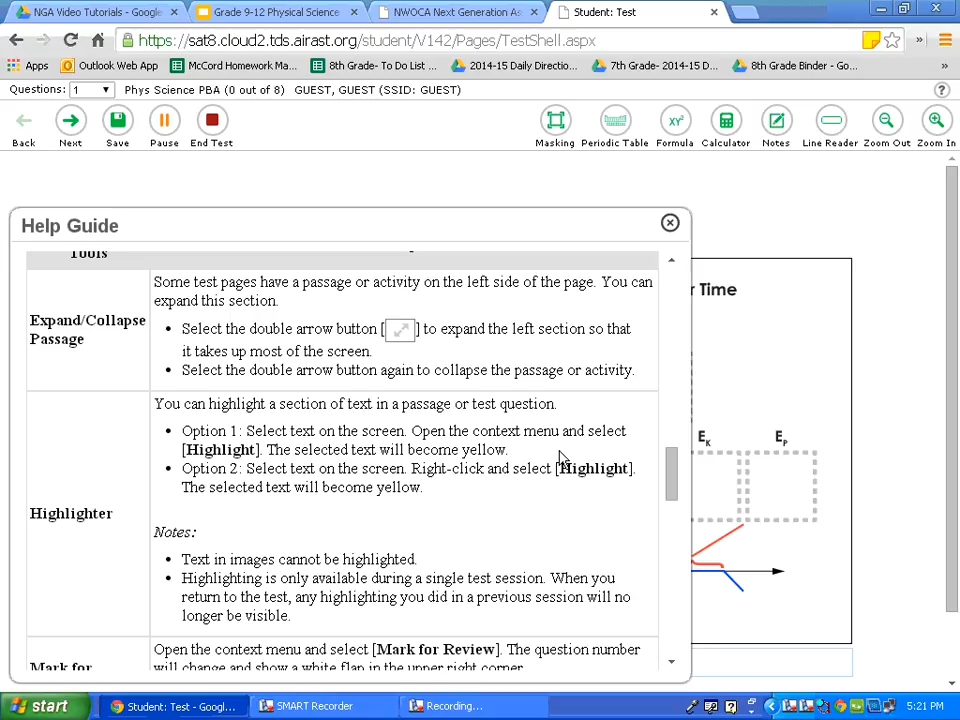 NGA Video Tutorials - Google
Grade 9-12 Physical Science
NWOCA Next Generation As
Student: Test
https://sat8.cloud2.tds.airast.org/student/V142/Pages/TestShell.aspx
Apps
Outlook Web App
McCord Homework Ma...
8th Grade- To Do List ...
2014-15 Daily Directio...
7th Grade- 2014-15 D...
8th Grade Binder - Go...
»
Questions: 1
Phys Science PBA (0 out of 8)
GUEST, GUEST (SSID: GUEST)
Back
Next
Save
Pause
End Test
Masking
Periodic Table
Formula
Calculator
Notes
Line Reader
Zoom Out
Zoom In
Help Guide
Tools
Expand/Collapse
Passage
Some test pages have a passage or activity on the left side of the page. You can
expand this section.
• Select the double arrow button [ ] to expand the left section so that
it takes up most of the screen.
• Select the double arrow button again to collapse the passage or activity.
Highlighter
You can highlight a section of text in a passage or test question.
• Option 1: Select text on the screen. Open the context menu and select
[Highlight]. The selected text will become yellow.
• Option 2: Select text on the screen. Right-click and select [Highlight].
The selected text will become yellow.
Notes:
• Text in images cannot be highlighted.
• Highlighting is only available during a single test session. When you
return to the test, any highlighting you did in a previous session will no
longer be visible.
Mark for
Open the context menu and select [Mark for Review]. The question number
will change and show a white flap in the upper right corner.
r Time
EK
EP
start
Student: Test - Googl...
SMART Recorder
Recording...
5:21 PM